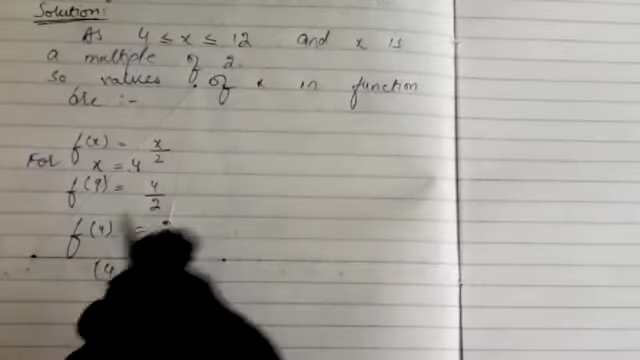 Solution:
As 4 ≤ x ≤ 12 and x is
a multiple of 2.
so values of x in function
are :-
f(x) = x/2
For x = 4
f(4) = 4/2
f(4) =
(4